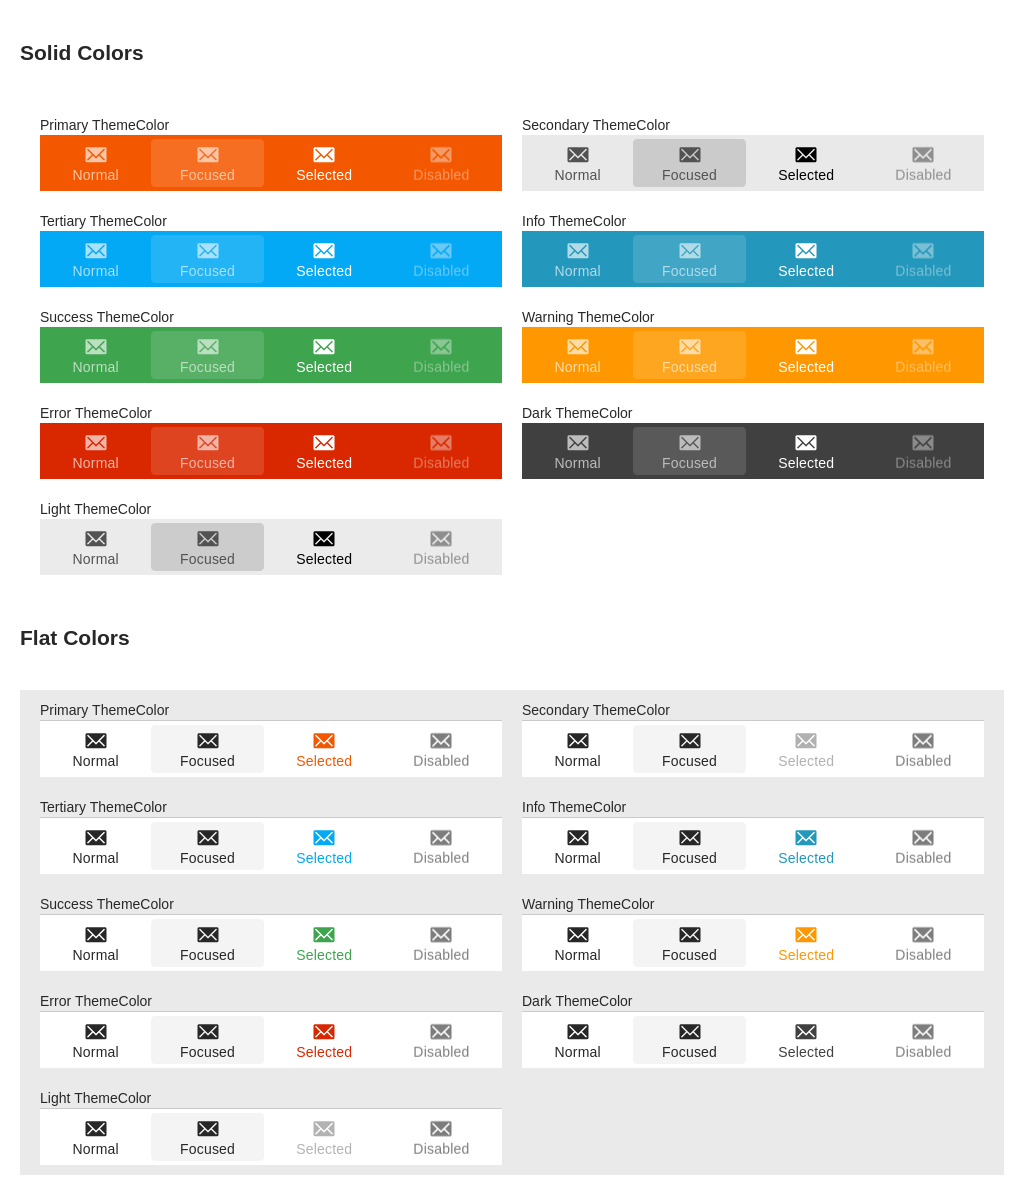 Solid Colors
Primary ThemeColor
Normal Focused Selected Disabled
Secondary ThemeColor
Normal Focused Selected Disabled
Tertiary ThemeColor
Normal Focused Selected Disabled
Info ThemeColor
Normal Focused Selected Disabled
Success ThemeColor
Normal Focused Selected Disabled
Warning ThemeColor
Normal Focused Selected Disabled
Error ThemeColor
Normal Focused Selected Disabled
Dark ThemeColor
Normal Focused Selected Disabled
Light ThemeColor
Normal Focused Selected Disabled
Flat Colors
Primary ThemeColor
Normal Focused Selected Disabled
Secondary ThemeColor
Normal Focused Selected Disabled
Tertiary ThemeColor
Normal Focused Selected Disabled
Info ThemeColor
Normal Focused Selected Disabled
Success ThemeColor
Normal Focused Selected Disabled
Warning ThemeColor
Normal Focused Selected Disabled
Error ThemeColor
Normal Focused Selected Disabled
Dark ThemeColor
Normal Focused Selected Disabled
Light ThemeColor
Normal Focused Selected Disabled